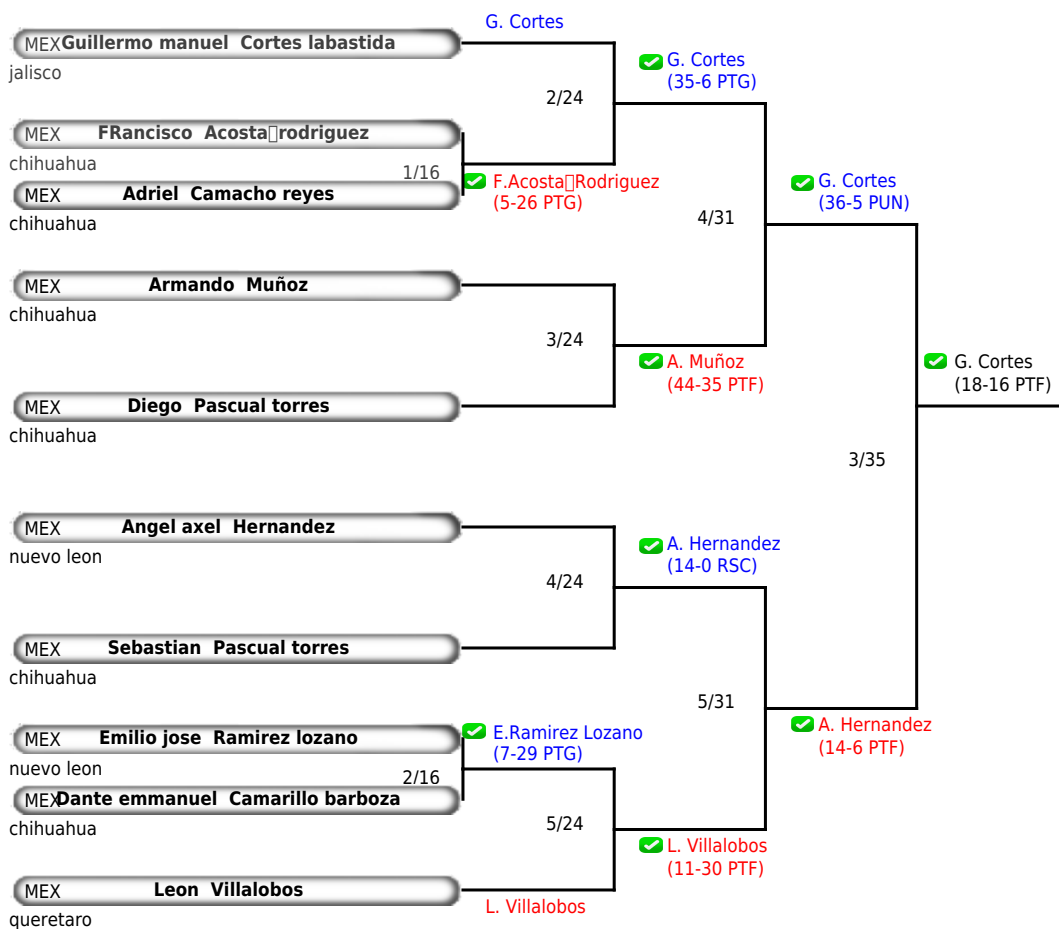 G. Cortes
MEX Guillermo manuel Cortes labastida
jalisco
G. Cortes
(35-6 PTG)
2/24
MEX FRancisco Acosta▯rodriguez
chihuahua
1/16
F.Acosta▯Rodriguez
(5-26 PTG)
MEX Adriel Camacho reyes
chihuahua
G. Cortes
(36-5 PUN)
4/31
MEX Armando Muñoz
chihuahua
3/24
A. Muñoz
(44-35 PTF)
G. Cortes
(18-16 PTF)
MEX Diego Pascual torres
chihuahua
3/35
MEX Angel axel Hernandez
nuevo leon
A. Hernandez
(14-0 RSC)
4/24
MEX Sebastian Pascual torres
chihuahua
5/31
A. Hernandez
(14-6 PTF)
MEX Emilio jose Ramirez lozano
nuevo leon
E.Ramirez Lozano
(7-29 PTG)
2/16
MEX Dante emmanuel Camarillo barboza
chihuahua
5/24
L. Villalobos
(11-30 PTF)
MEX Leon Villalobos
queretaro
L. Villalobos